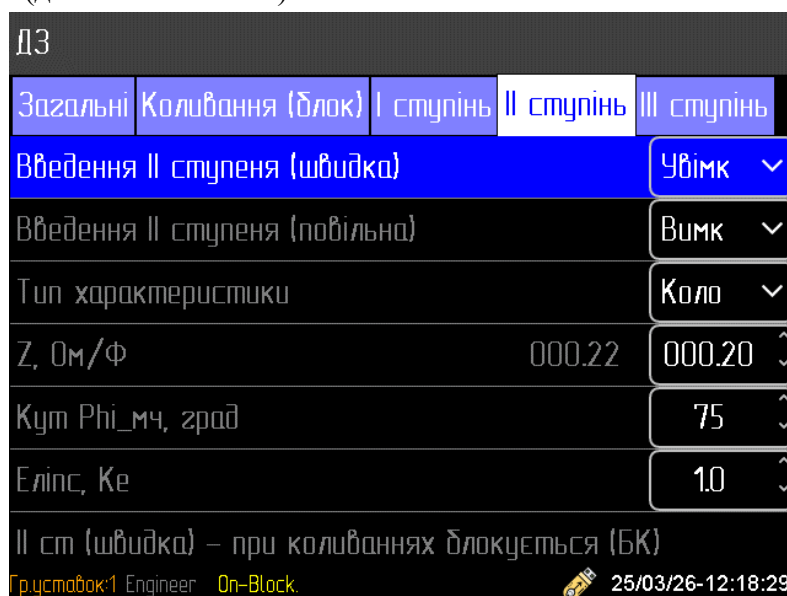 ДЗ
Загальні Коливання (блок) I ступінь II ступінь III ступінь
Введення II ступеня (швидка) Увімк
Введення II ступеня (повільна) Вимк
Тип характеристики Коло
Z, Ом/Ф 000.22 000.20
Кут Phi_мч, град 75
Еліпс, Ке 1.0
II ст (швидка) – при коливаннях блокується (БК)
Гр.уставок:1 Engineer On-Block. 25/03/26-12:18:29